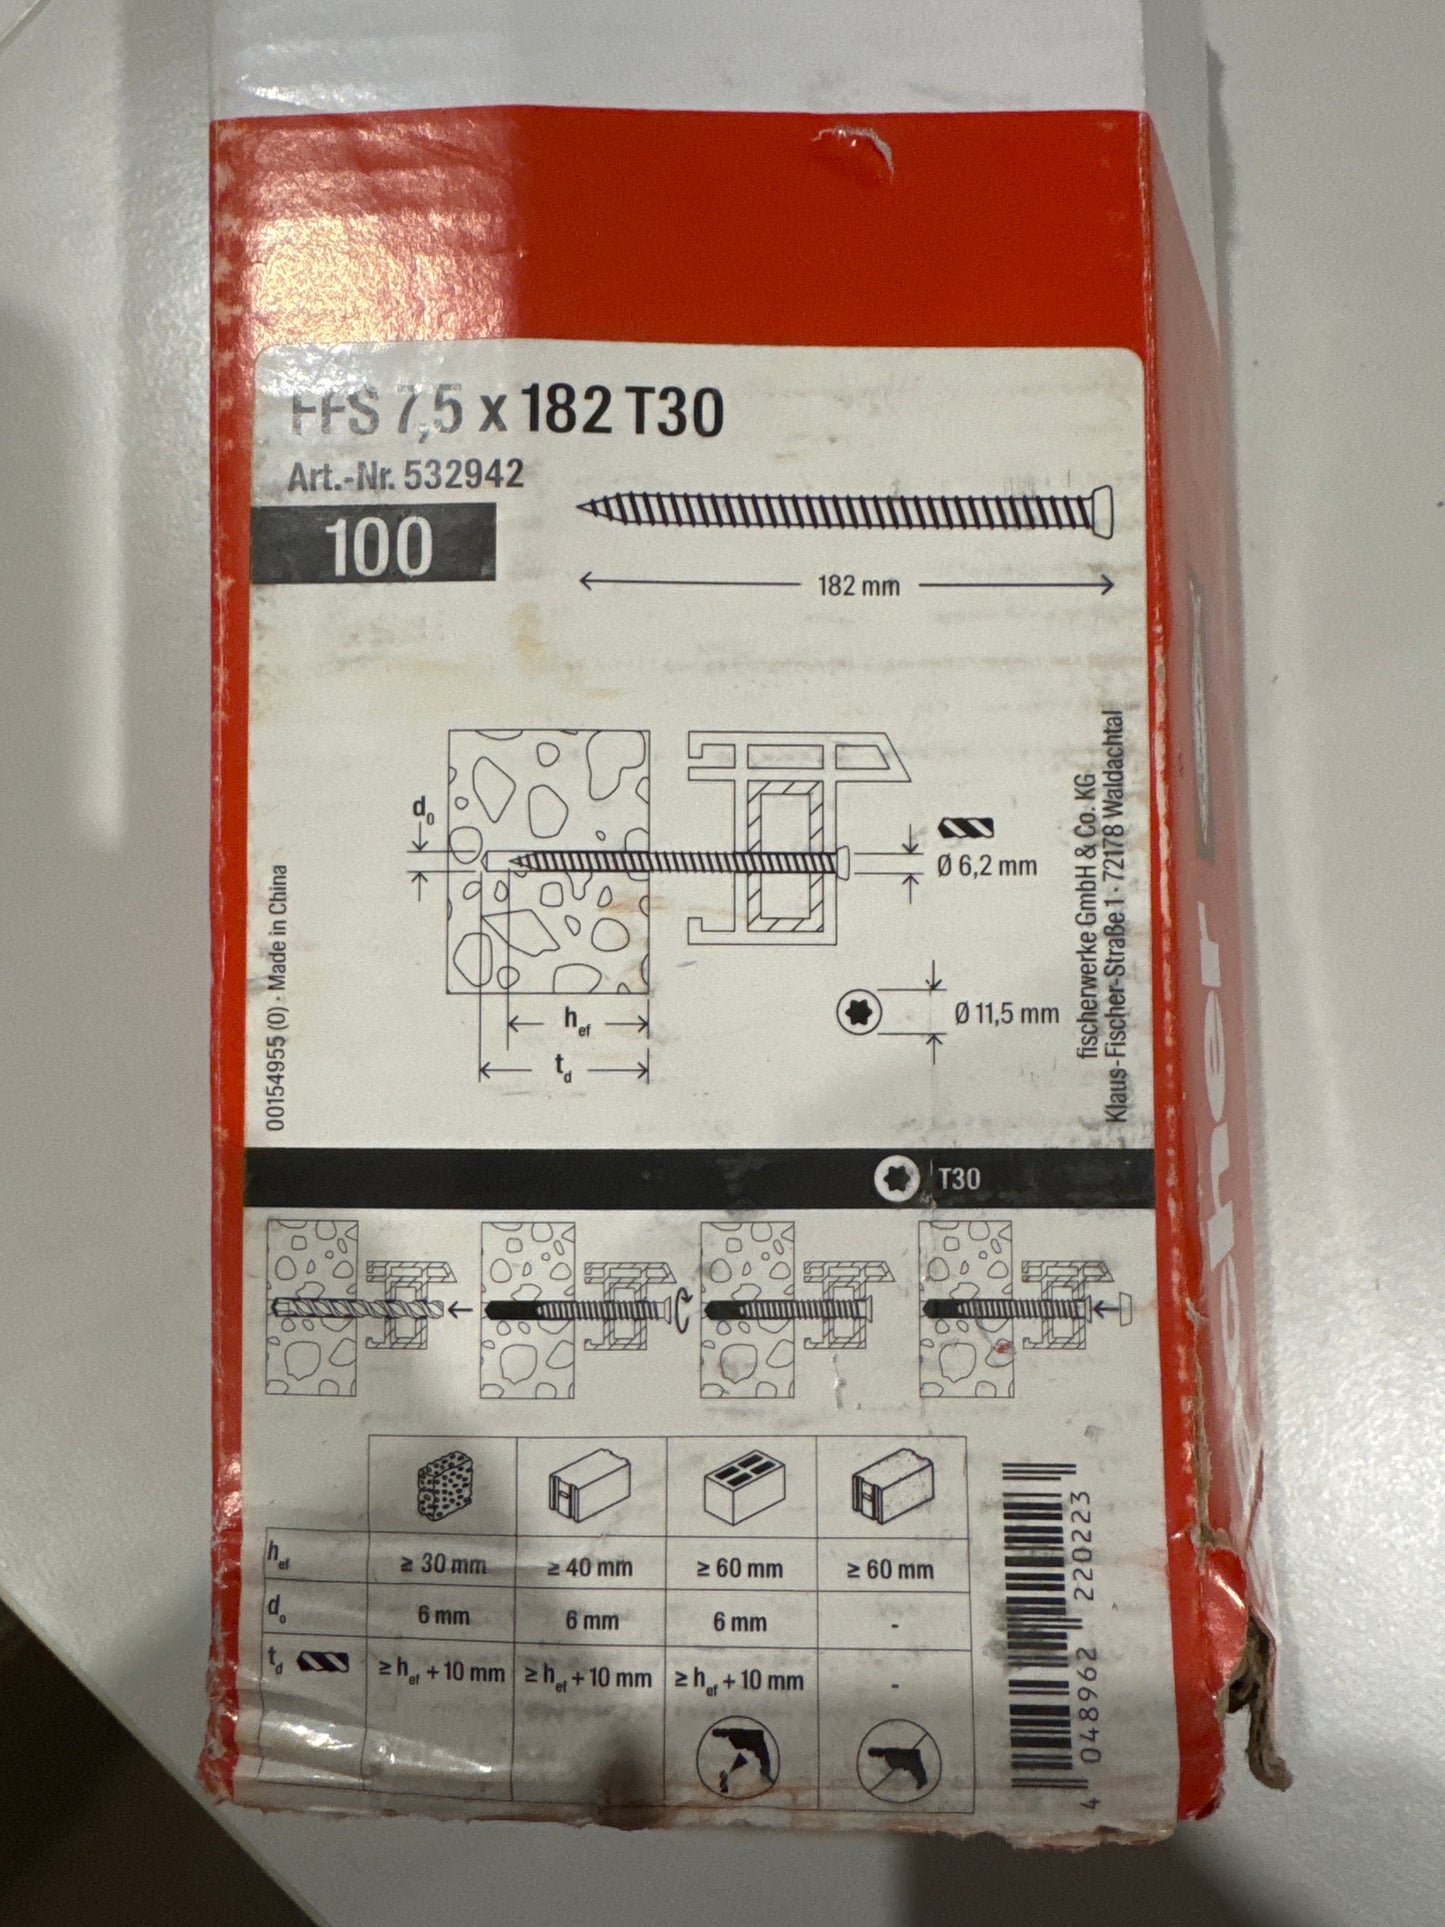 FFS 7,5 x 182 T30
Art.-Nr. 532942
100
182 mm
d₀
Ø 6,2 mm
Ø 11,5 mm
hef
td
00154955 (0) · Made in China
fischerwerke GmbH & Co. KG
Klaus-Fischer-Straße 1 · 72178 Waldachtal
T30
hef ≥ 30 mm ≥ 40 mm ≥ 60 mm ≥ 60 mm
d₀ 6 mm 6 mm 6 mm -
td ≥ hef + 10 mm ≥ hef + 10 mm ≥ hef + 10 mm -
4 048962 220223